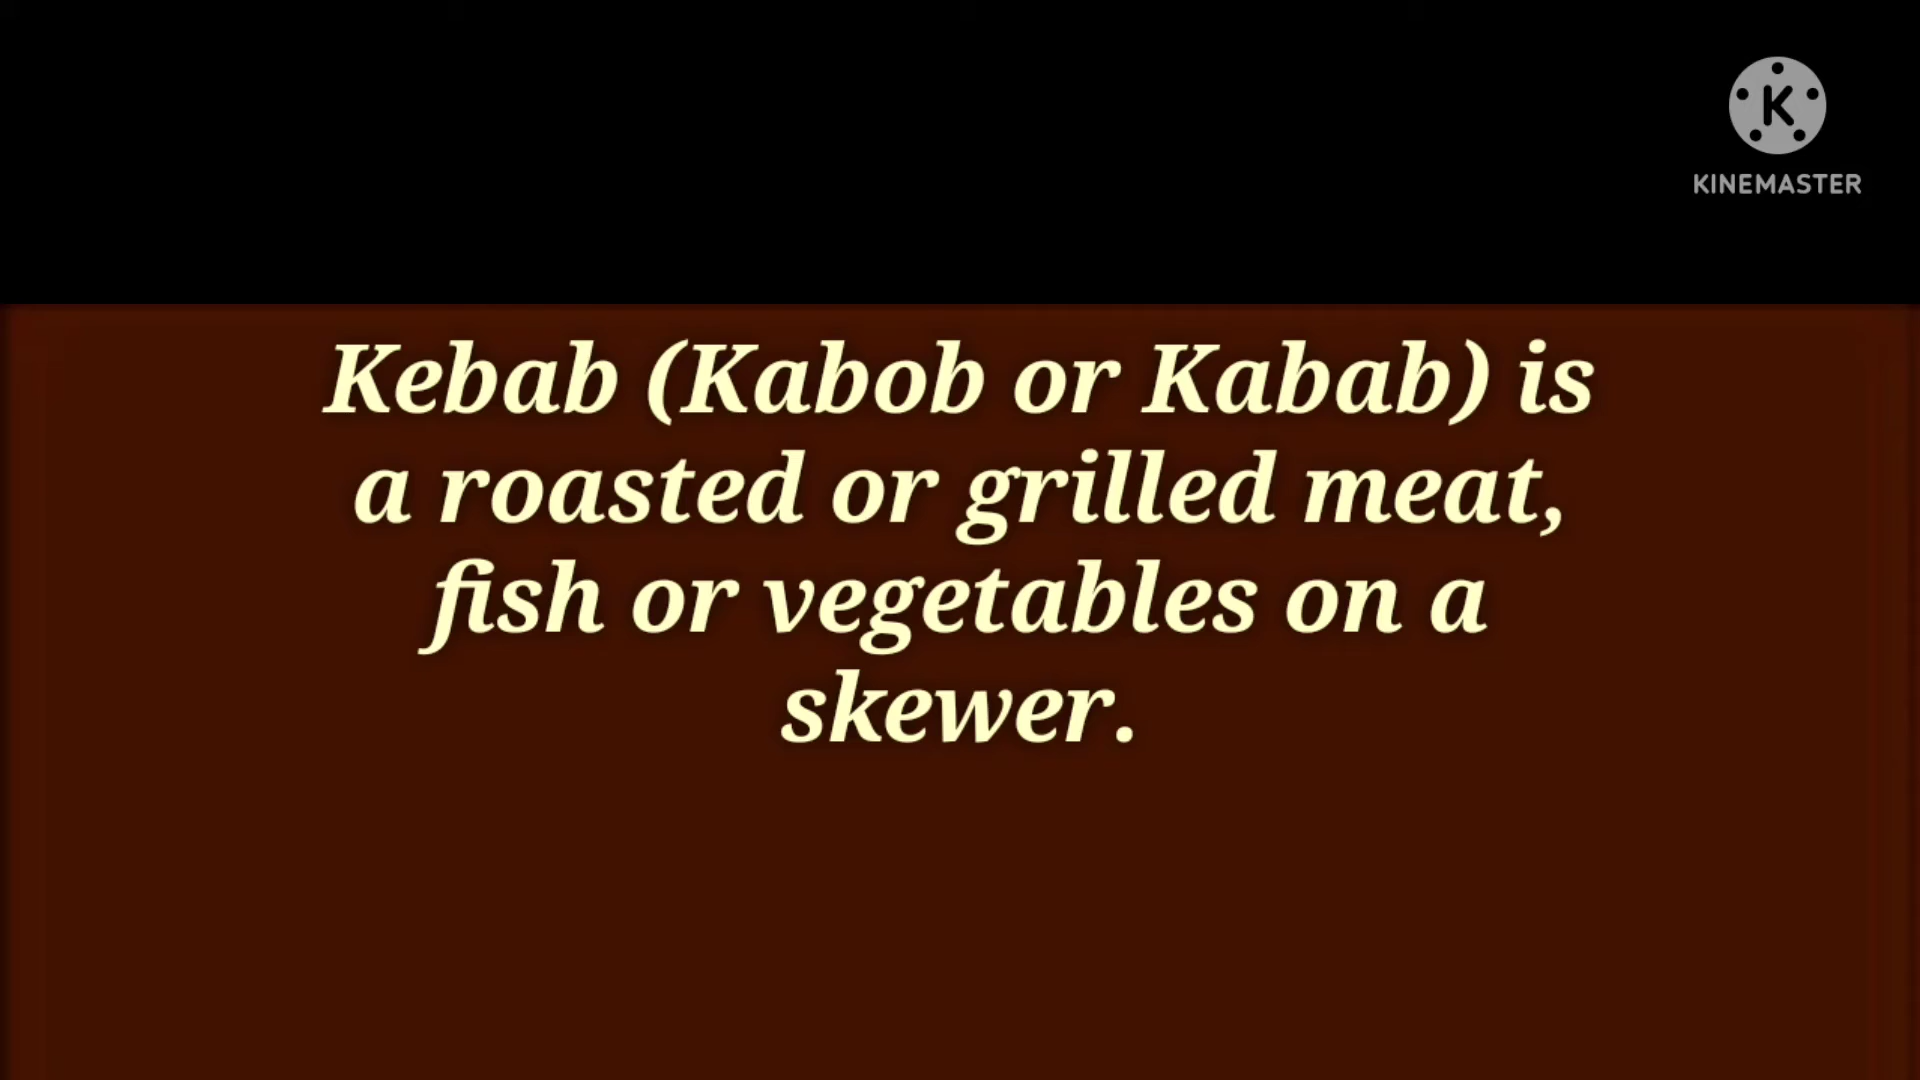 K
KINEMASTER
Kebab (Kabob or Kabab) is
a roasted or grilled meat,
fish or vegetables on a
skewer.